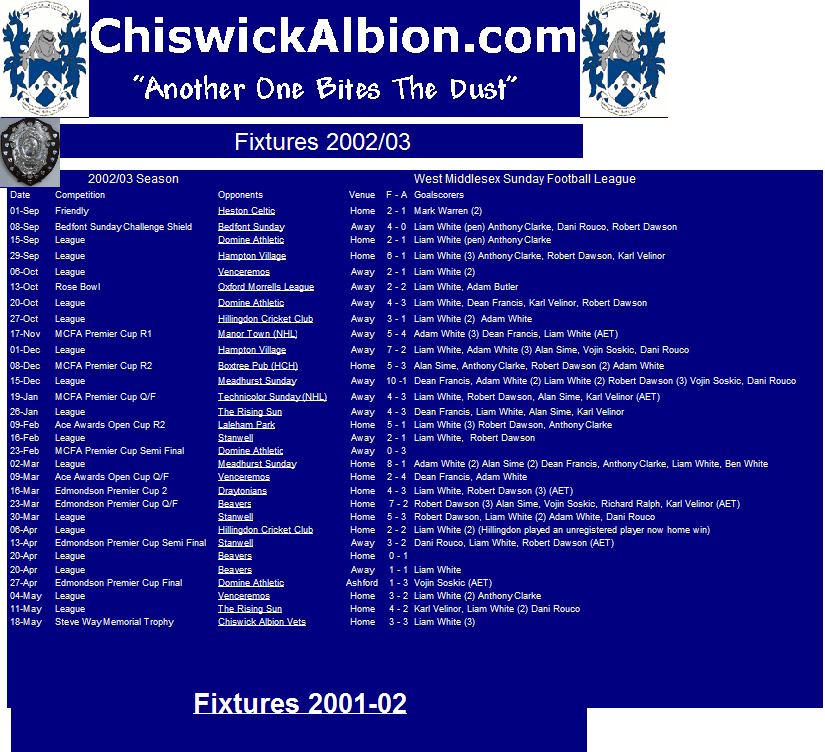 ChiswickAlbion.com
"Another One Bites The Dust"
Fixtures 2002/03
2002/03 Season West Middlesex Sunday Football League
Date Competition Opponents Venue F - A Goalscorers
01-Sep Friendly Heston Celtic Home 2 - 1 Mark Warren (2)
08-Sep Bedfont Sunday Challenge Shield Bedfont Sunday Away 4 - 0 Liam White (pen) Anthony Clarke, Dani Rouco, Robert Dawson
15-Sep League Domine Athletic Home 2 - 1 Liam White (pen) Anthony Clarke
29-Sep League Hampton Village Home 6 - 1 Liam White (3) Anthony Clarke, Robert Dawson, Karl Velinor
06-Oct League Venceremos Away 2 - 1 Liam White (2)
13-Oct Rose Bowl Oxford Morrells League Away 2 - 2 Liam White, Adam Butler
20-Oct League Domine Athletic Away 4 - 3 Liam White, Dean Francis, Karl Velinor, Robert Dawson
27-Oct League Hillingdon Cricket Club Away 3 - 1 Liam White (2) Adam White
17-Nov MCFA Premier Cup R1 Manor Town (NHL) Away 5 - 4 Adam White (3) Dean Francis, Liam White (AET)
01-Dec League Hampton Village Away 7 - 2 Liam White, Adam White (3) Alan Sime, Vojin Soskic, Dani Rouco
08-Dec MCFA Premier Cup R2 Boxtree Pub (HCH) Home 5 - 3 Alan Sime, Anthony Clarke, Robert Dawson (2) Adam White
15-Dec League Meadhurst Sunday Away 10 -1 Dean Francis, Adam White (2) Liam White (2) Robert Dawson (3) Vojin Soskic, Dani Rouco
19-Jan MCFA Premier Cup Q/F Technicolor Sunday (NHL) Away 4 - 3 Liam White, Robert Dawson, Alan Sime, Karl Velinor (AET)
26-Jan League The Rising Sun Away 4 - 3 Dean Francis, Liam White, Alan Sime, Karl Velinor
09-Feb Ace Awards Open Cup R2 Laleham Park Home 5 - 1 Liam White (3) Robert Dawson, Anthony Clarke
16-Feb League Stanwell Away 2 - 1 Liam White, Robert Dawson
23-Feb MCFA Premier Cup Semi Final Domine Athletic Away 0 - 3
02-Mar League Meadhurst Sunday Home 8 - 1 Adam White (2) Alan Sime (2) Dean Francis, Anthony Clarke, Liam White, Ben White
09-Mar Ace Awards Open Cup Q/F Venceremos Home 2 - 4 Dean Francis, Adam White
16-Mar Edmondson Premier Cup 2 Draytonians Home 4 - 3 Liam White, Robert Dawson (3) (AET)
23-Mar Edmondson Premier Cup Q/F Beavers Home 7 - 2 Robert Dawson (3) Alan Sime, Vojin Soskic, Richard Ralph, Karl Velinor (AET)
30-Mar League Stanwell Home 5 - 3 Robert Dawson, Liam White (2) Adam White, Dani Rouco
06-Apr League Hillingdon Cricket Club Home 2 - 2 Liam White (2) (Hillingdon played an unregistered player now home win)
13-Apr Edmondson Premier Cup Semi Final Stanwell Away 3 - 2 Dani Rouco, Liam White, Robert Dawson (AET)
20-Apr League Beavers Home 0 - 1
20-Apr League Beavers Away 1 - 1 Liam White
27-Apr Edmondson Premier Cup Final Domine Athletic Ashford 1 - 3 Vojin Soskic (AET)
04-May League Venceremos Home 3 - 2 Liam White (2) Anthony Clarke
11-May League The Rising Sun Home 4 - 2 Karl Velinor, Liam White (2) Dani Rouco
18-May Steve Way Memorial Trophy Chiswick Albion Vets Home 3 - 3 Liam White (3)
Fixtures 2001-02